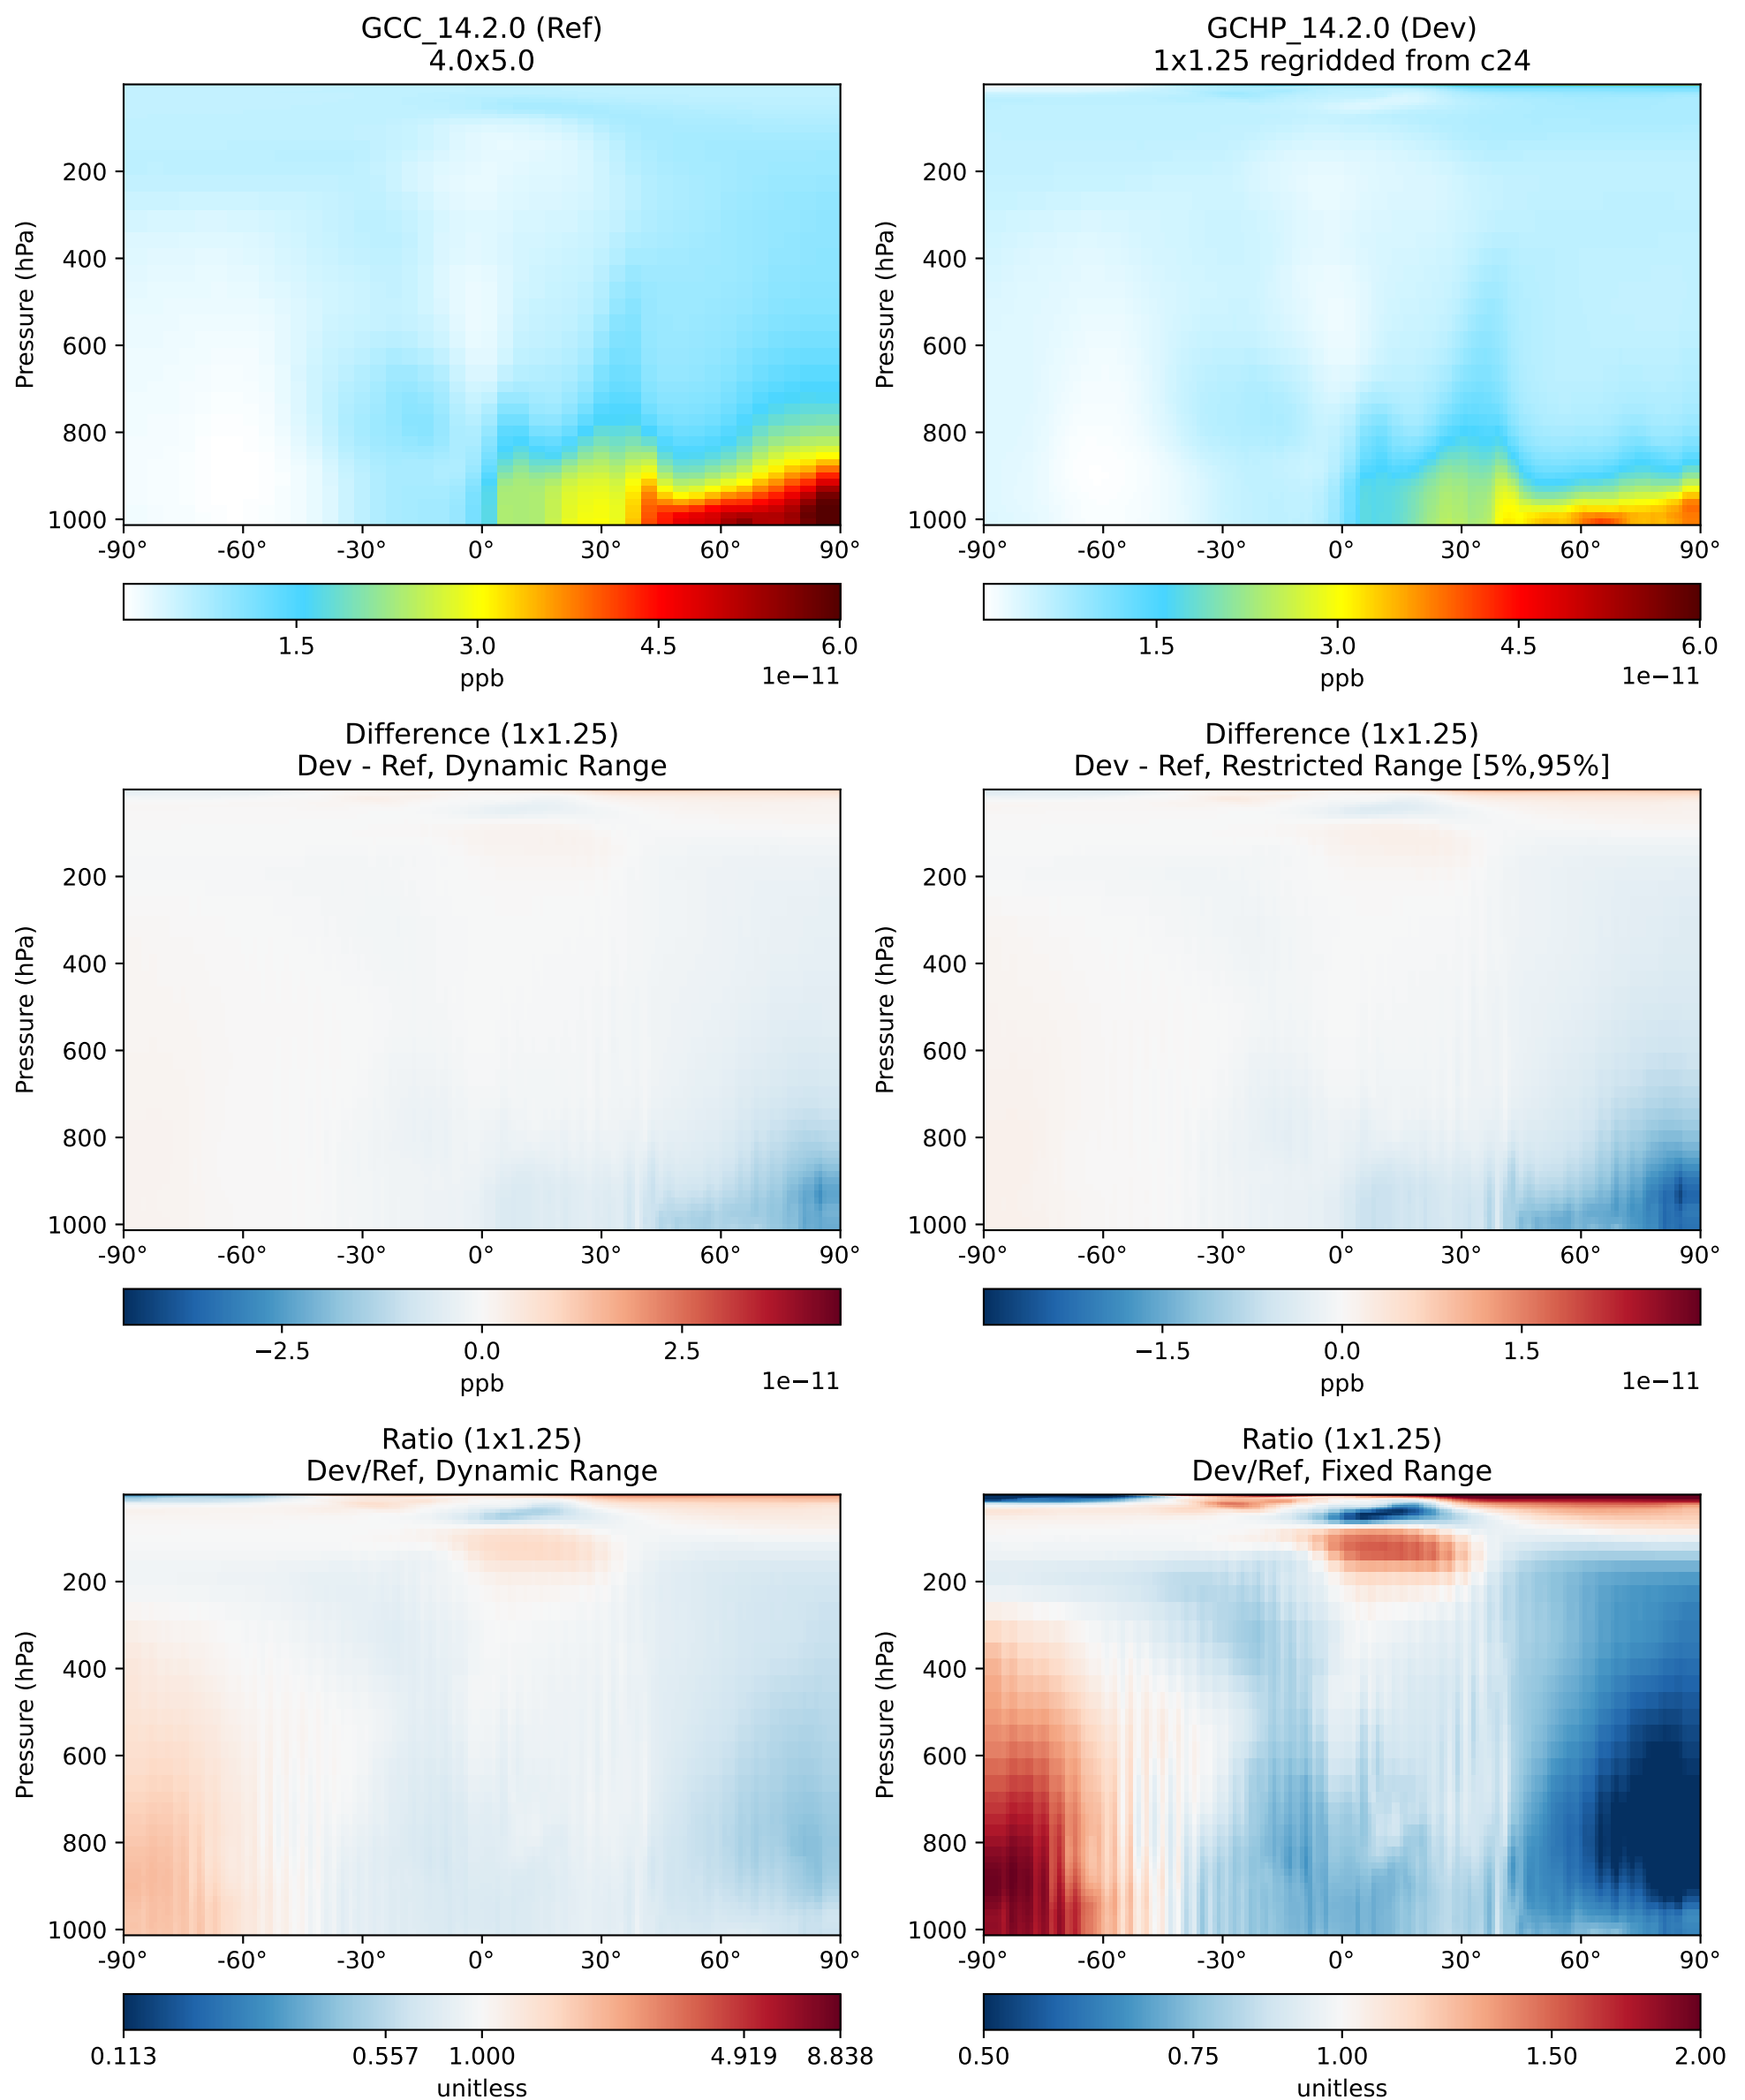 GCC_14.2.0 (Ref)
4.0x5.0
GCHP_14.2.0 (Dev)
1x1.25 regridded from c24
Pressure (hPa)
200
400
600
800
1000
-90° -60° -30° 0° 30° 60° 90°
1.5 3.0 4.5 6.0
ppb 1e−11
Pressure (hPa)
200
400
600
800
1000
-90° -60° -30° 0° 30° 60° 90°
1.5 3.0 4.5 6.0
ppb 1e−11
Difference (1x1.25)
Dev - Ref, Dynamic Range
Difference (1x1.25)
Dev - Ref, Restricted Range [5%,95%]
Pressure (hPa)
200
400
600
800
1000
-90° -60° -30° 0° 30° 60° 90°
−2.5 0.0 2.5
ppb 1e−11
Pressure (hPa)
200
400
600
800
1000
-90° -60° -30° 0° 30° 60° 90°
−1.5 0.0 1.5
ppb 1e−11
Ratio (1x1.25)
Dev/Ref, Dynamic Range
Ratio (1x1.25)
Dev/Ref, Fixed Range
Pressure (hPa)
200
400
600
800
1000
-90° -60° -30° 0° 30° 60° 90°
0.113 0.557 1.000 4.919 8.838
unitless
Pressure (hPa)
200
400
600
800
1000
-90° -60° -30° 0° 30° 60° 90°
0.50 0.75 1.00 1.50 2.00
unitless